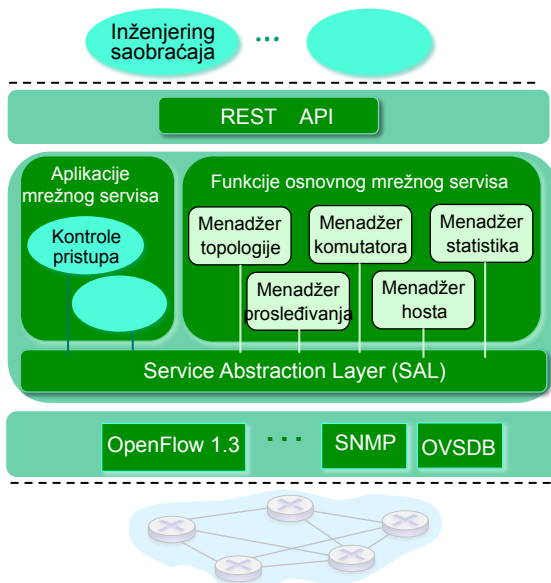 Inženjering
saobraćaja
...
REST API
Aplikacije
mrežnog servisa
Kontrole
pristupa
Funkcije osnovnog mrežnog servisa
Menadžer
topologije
Menadžer
komutatora
Menadžer
statistika
Menadžer
prosleđivanja
Menadžer
hosta
Service Abstraction Layer (SAL)
OpenFlow 1.3
...
SNMP
OVSDB